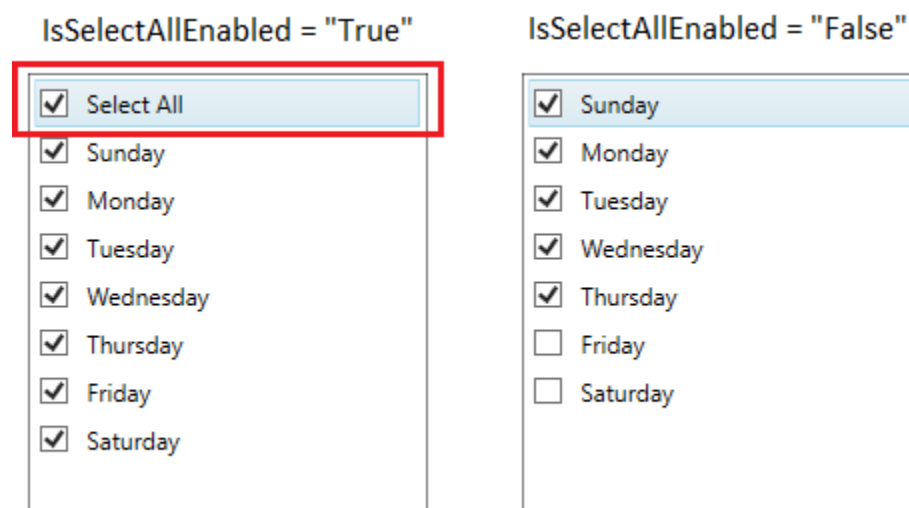 IsSelectAllEnabled = "True"
Select All
Sunday
Monday
Tuesday
Wednesday
Thursday
Friday
Saturday
IsSelectAllEnabled = "False"
Sunday
Monday
Tuesday
Wednesday
Thursday
Friday
Saturday